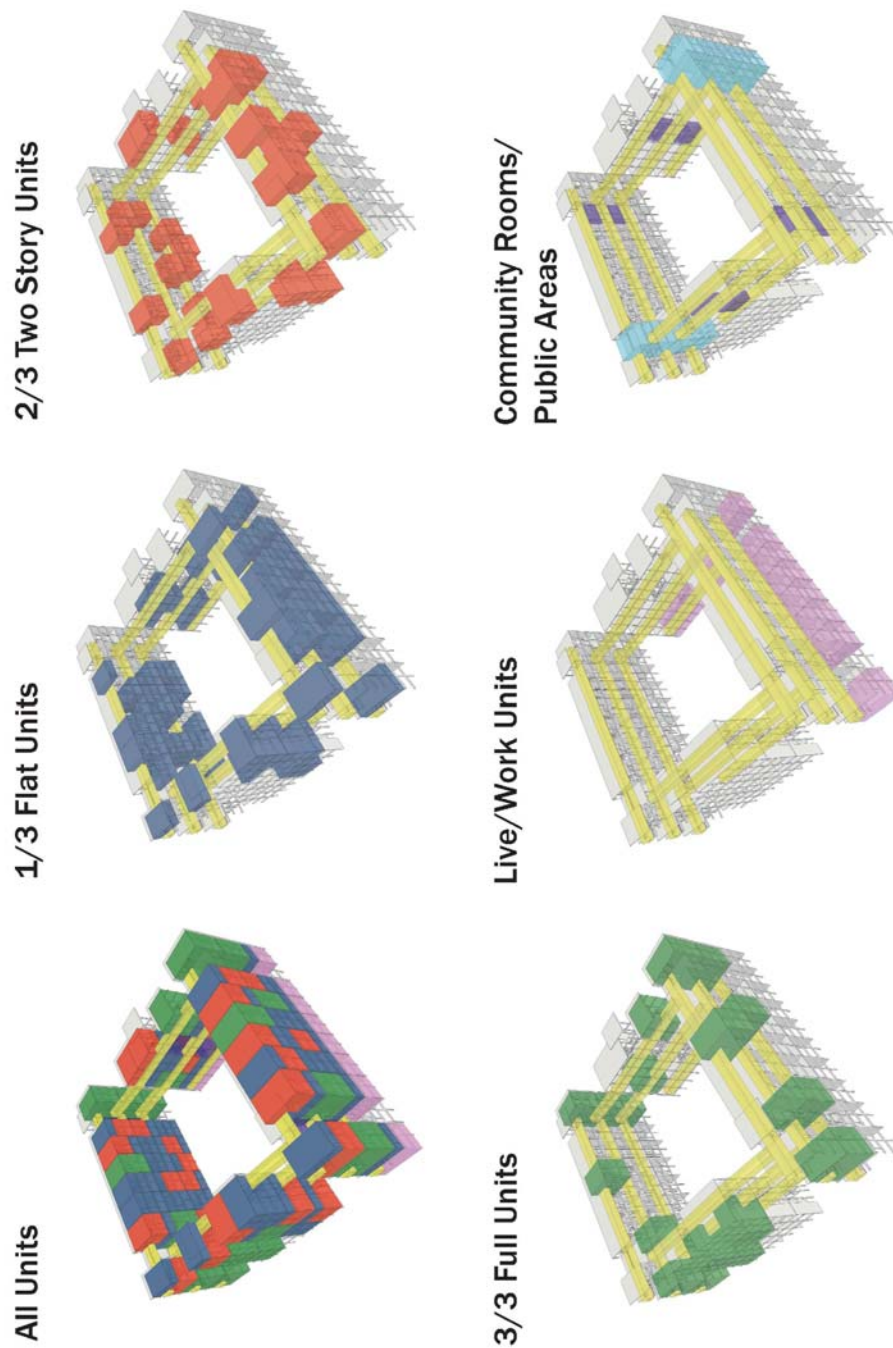 All Units
1/3 Flat Units
2/3 Two Story Units
3/3 Full Units
Live/Work Units
Community Rooms/
Public Areas